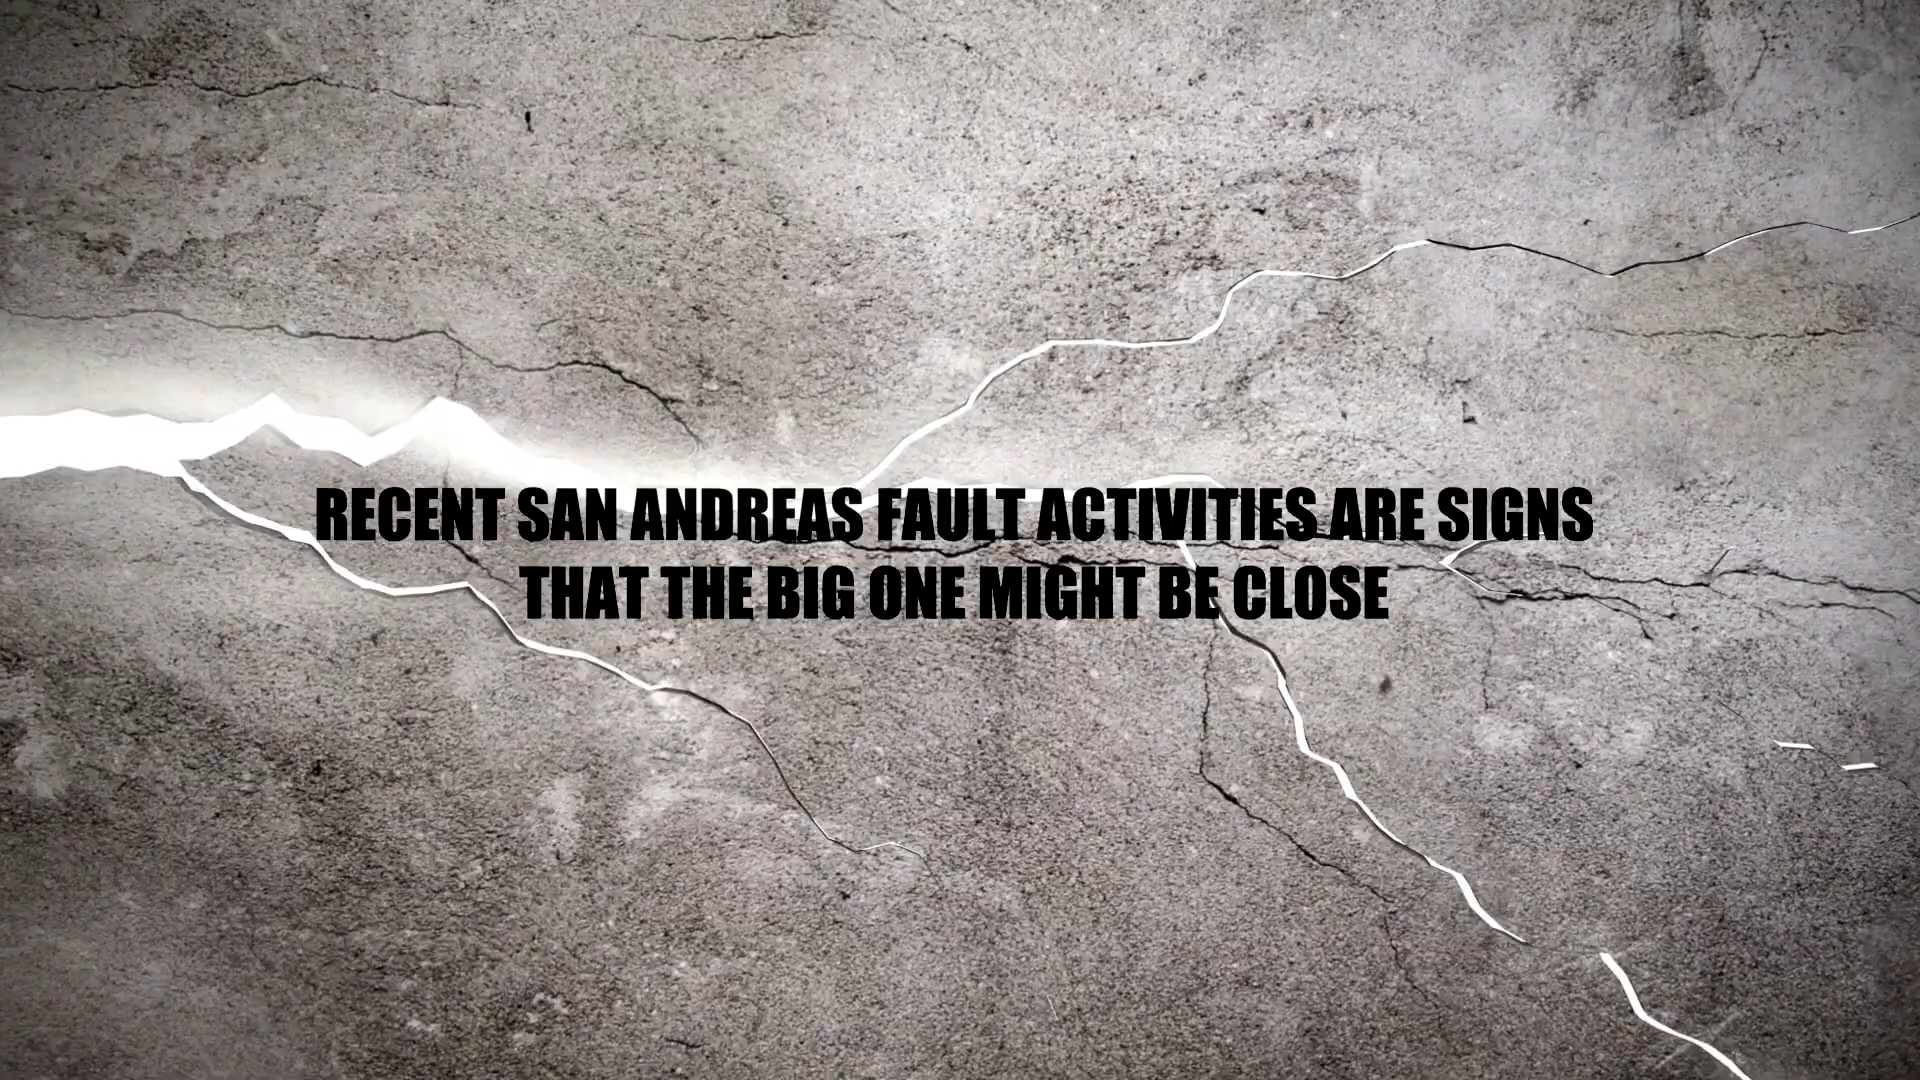 RECENT SAN ANDREAS FAULT ACTIVITIES ARE SIGNS
THAT THE BIG ONE MIGHT BE CLOSE